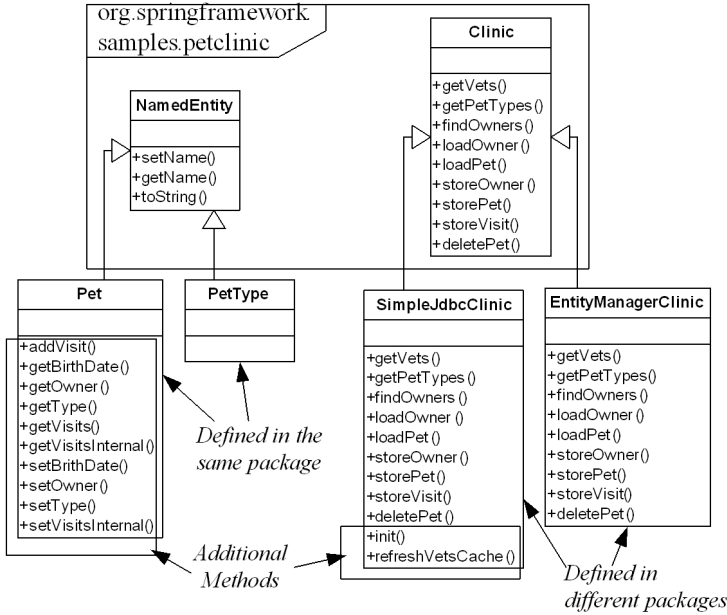 org.springframework
samples.petclinic
Clinic
+getVets()
+getPetTypes()
+findOwners()
+loadOwner()
+loadPet()
+storeOwner()
+storePet()
+storeVisit()
+deletePet()
NamedEntity
+setName()
+getName()
+toString()
Pet
+addVisit()
+getBirthDate()
+getOwner()
+getType()
+getVisits()
+getVisitsInternal()
+setBrithDate()
+setOwner()
+setType()
+setVisitsInternal()
PetType
SimpleJdbcClinic
+getVets()
+getPetTypes()
+findOwners()
+loadOwner()
+loadPet()
+storeOwner()
+storePet()
+storeVisit()
+deletePet()
+init()
+refreshVetsCache()
EntityManagerClinic
+getVets()
+getPetTypes()
+findOwners()
+loadOwner()
+loadPet()
+storeOwner()
+storePet()
+storeVisit()
+deletePet()
Defined in the
same package
Additional
Methods
Defined in
different packages